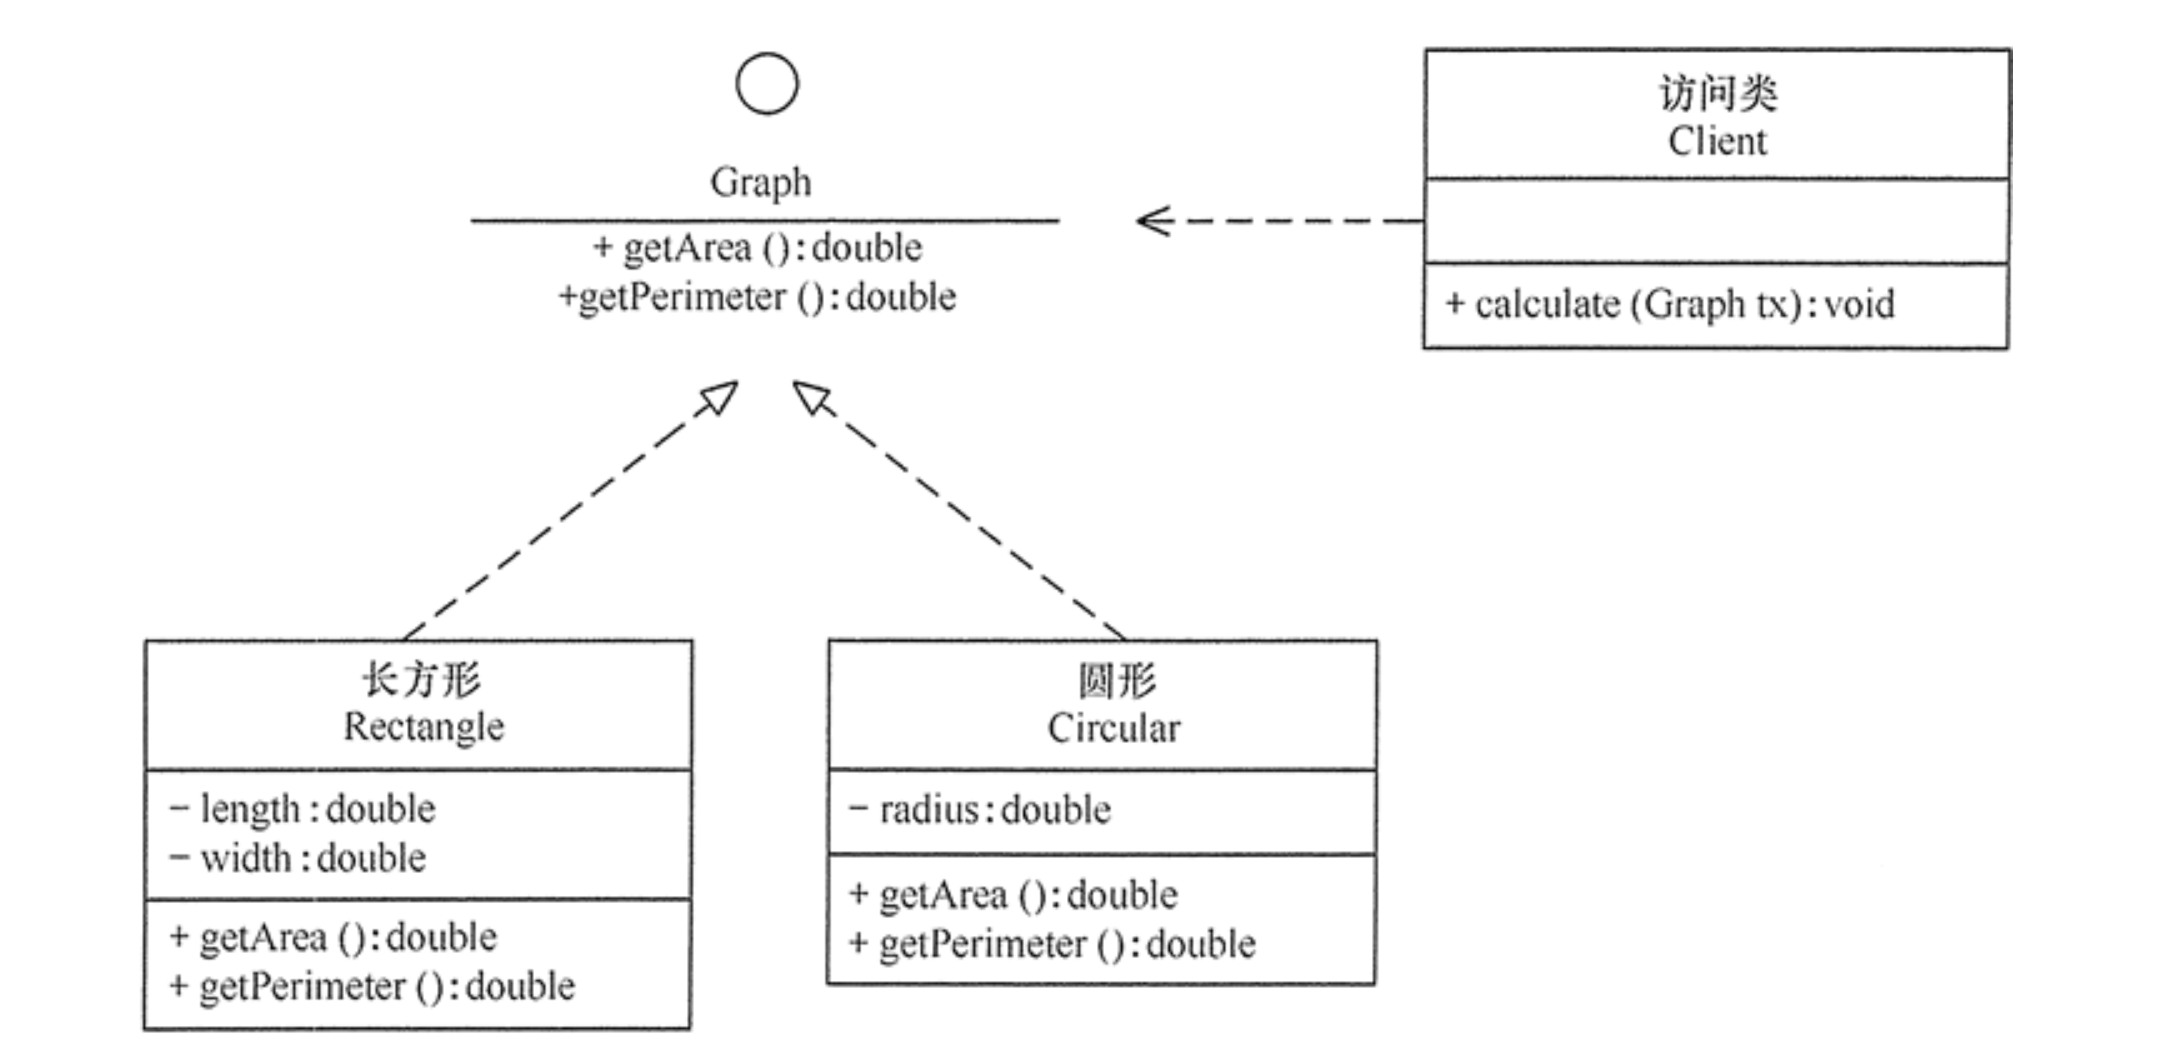 Graph
+ getArea ():double
+getPerimeter ():double
访问类
Client
+ calculate (Graph tx):void
长方形
Rectangle
- length:double
- width:double
+ getArea ():double
+ getPerimeter ():double
圆形
Circular
- radius:double
+ getArea ():double
+ getPerimeter ():double